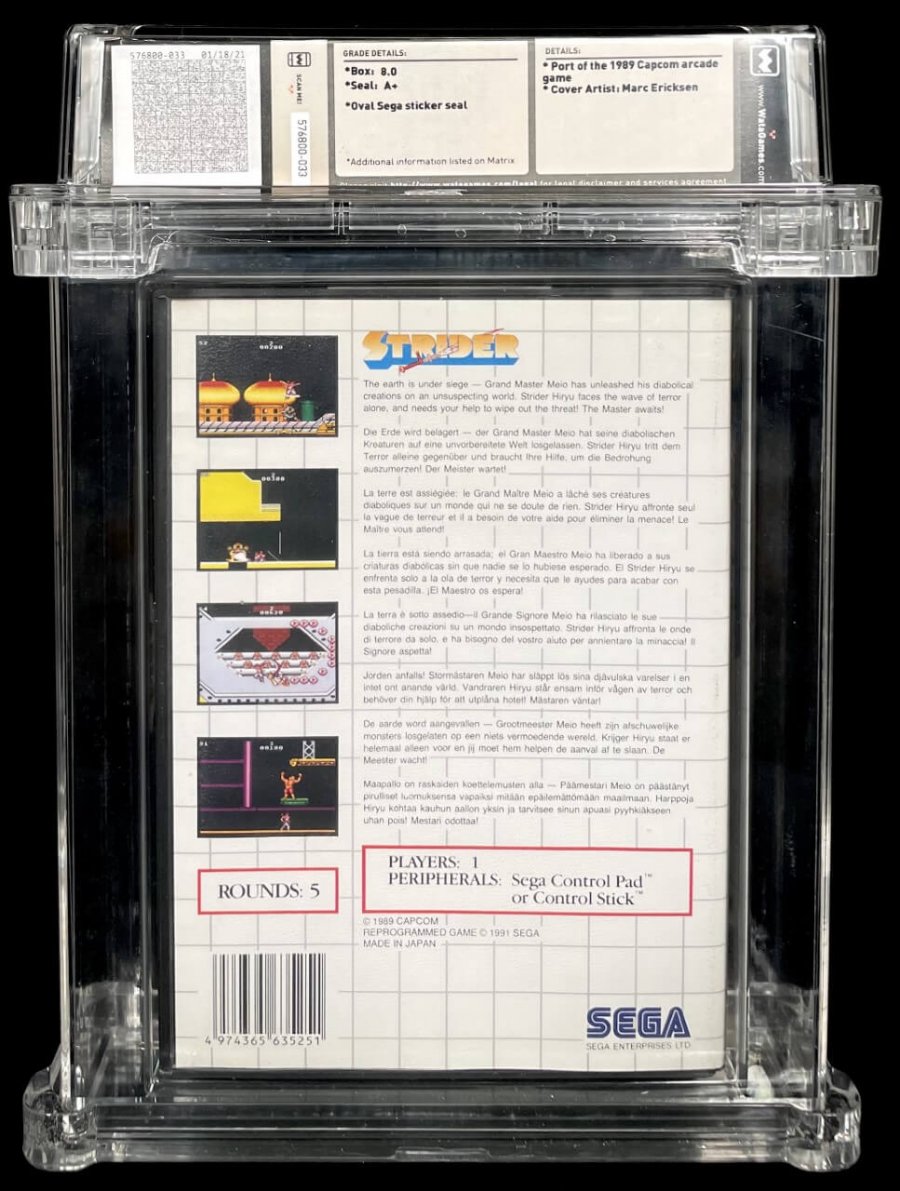 576800-033 01/18/21
SCAN ME!
576800-033
GRADE DETAILS:
*Box: 8.0
*Seal: A+
*Oval Sega sticker seal
*Additional information listed on Matrix
DETAILS:
* Port of the 1989 Capcom arcade
game
* Cover Artist: Marc Ericksen
www.WataGames.com
http://www.watagames.com/legal for legal disclaimer and services agreement
STRIDER
The earth is under siege — Grand Master Meio has unleashed his diabolical
creations on an unsuspecting world. Strider Hiryu faces the wave of terror
alone, and needs your help to wipe out the threat! The Master awaits!
Die Erde wird belagert — der Grand Master Meio hat seine diabolischen
Kreaturen auf eine unvorbereitete Welt losgelassen. Strider Hiryu tritt dem
Terror alleine gegenüber und braucht Ihre Hilfe, um die Bedrohung
auszumerzen! Der Meister wartet!
La terre est assiégée: le Grand Maître Meio a lâché ses créatures
diaboliques sur un monde qui ne se doute de rien. Strider Hiryu affronte seul
la vague de terreur et il a besoin de votre aide pour éliminer la menace! Le
Maître vous attend!
La tierra está siendo arrasada; el Gran Maestro Meio ha liberado a sus
criaturas diabólicas sin que nadie se lo hubiese esperado. El Strider Hiryu se
enfrenta solo a la ola de terror y necesita que le ayudes para acabar con
esta pesadilla. ¡El Maestro os espera!
La terra è sotto assedio—il Grande Signore Meio ha rilasciato le sue
diaboliche creazioni su un mondo insospettato. Strider Hiryu affronta le onde
di terrore da solo, e ha bisogno del vostro aiuto per annientare la minaccia! Il
Signore aspetta!
Jorden anfalls! Stormästaren Meio har släppt lös sina djävulska varelser i en
intet ont anande värld. Vandraren Hiryu står ensam inför vågen av terror och
behöver din hjälp för att utplåna hotet! Mästaren väntar!
De aarde word aangevallen — Grootmeester Meio heeft zijn afschuwelijke
monsters losgelaten op een niets vermoedende wereld. Krijger Hiryu staat er
helemaal alleen voor en jij moet hem helpen de aanval af te slaan. De
Meester wacht!
Maapallo on raskaiden koettelemusten alla — Päämestari Meio on päästänyt
pirulliset luomuksensa vapaiksi mitään epäilemättömään maailmaan. Harppoja
Hiryu kohtaa kauhun aallon yksin ja tarvitsee sinun apuasi pyyhkiäkseen
uhan pois! Mestari odottaa!
ROUNDS: 5
PLAYERS: 1
PERIPHERALS: Sega Control Pad™
or Control Stick™
© 1989 CAPCOM
REPROGRAMMED GAME © 1991 SEGA
MADE IN JAPAN
4 974365 635251
SEGA
SEGA ENTERPRISES LTD